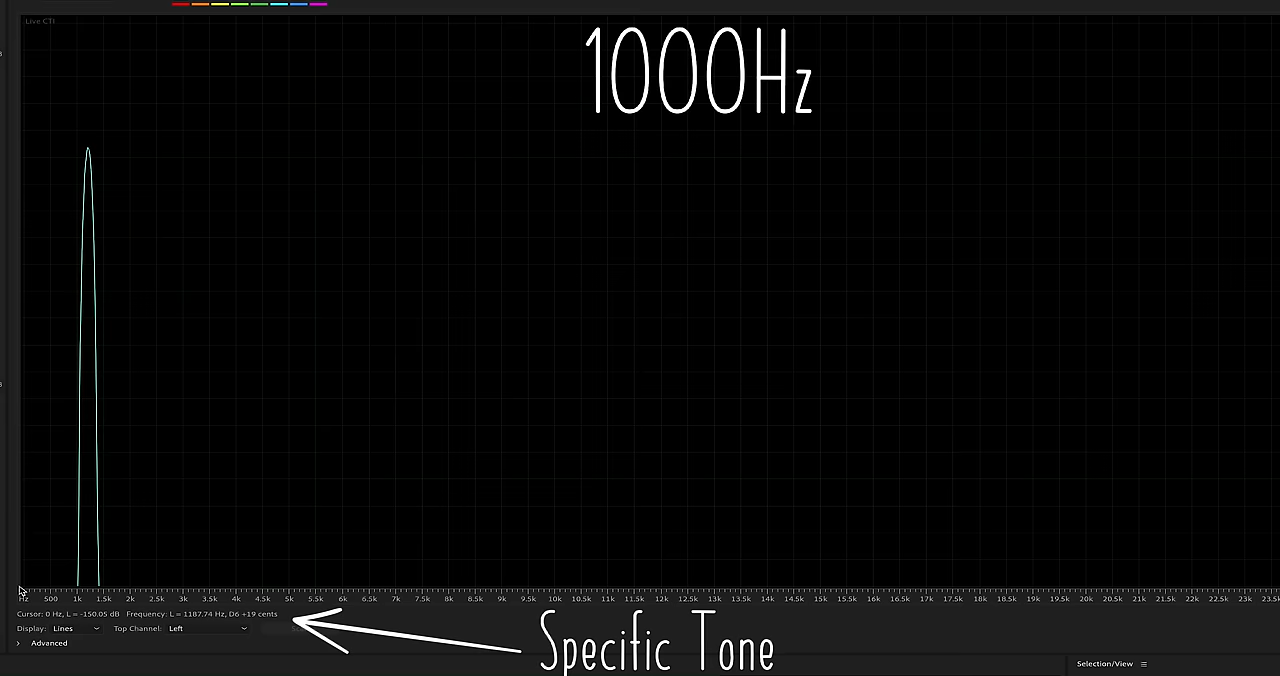 Live CTI
1000Hz
Hz 500 1k 1.5k 2k 2.5k 3k 3.5k 4k 4.5k 5k 5.5k 6k 6.5k 7k 7.5k 8k 8.5k 9k 9.5k 10k 10.5k 11k 11.5k 12k 12.5k 13k 13.5k 14k 14.5k 15k 15.5k 16k 16.5k 17k 17.5k 18k 18.5k 19k 19.5k 20k 20.5k 21k 21.5k 22k 22.5k 23k 23.5k
Cursor: 0 Hz, L = -150.05 dB Frequency: L = 1187.74 Hz, D6 +19 cents
Display: Lines Top Channel: Left
Advanced
Specific Tone
Selection/View